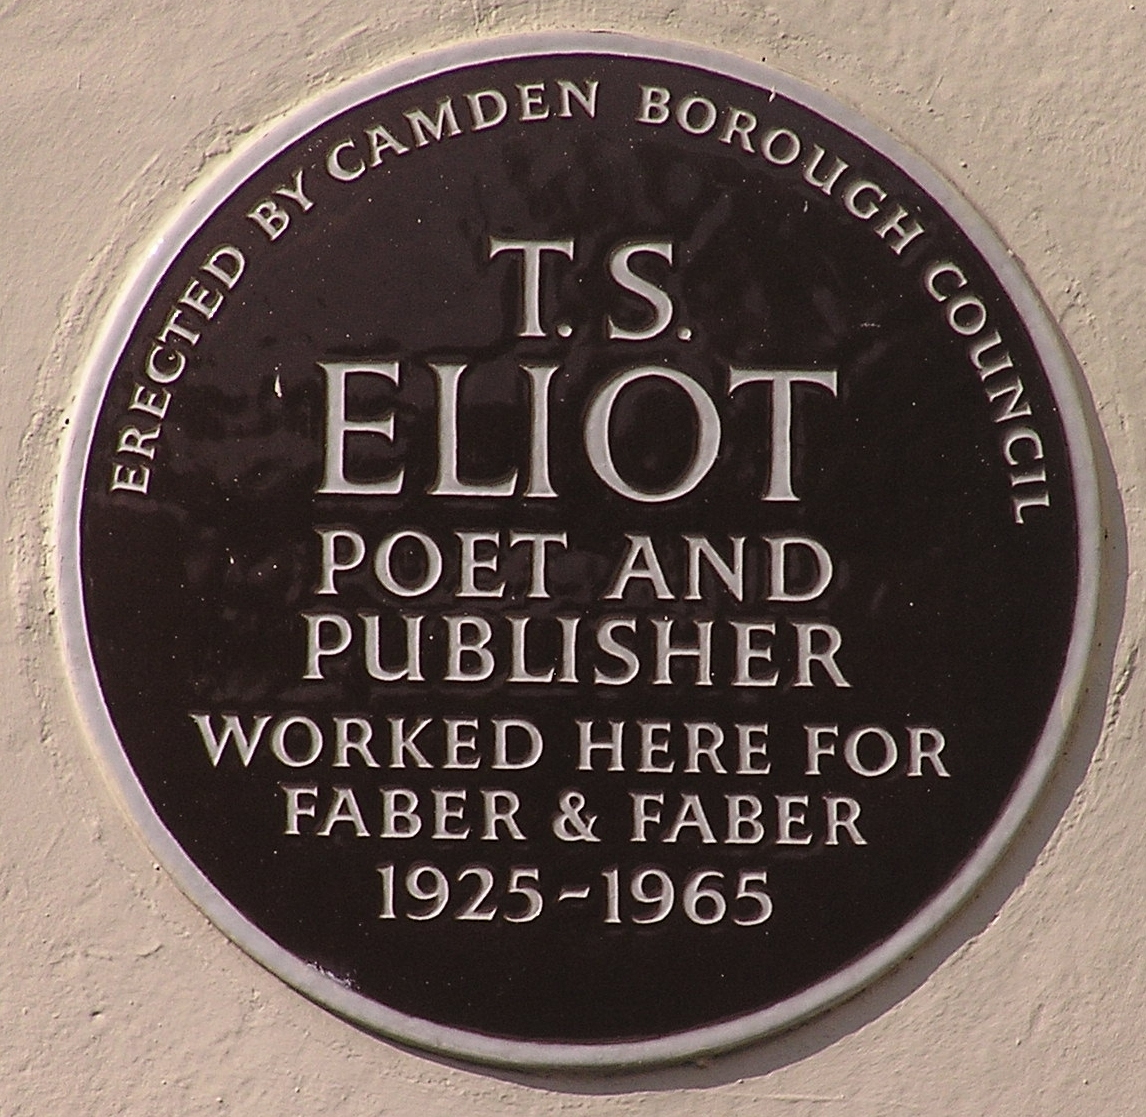 ERECTED BY CAMDEN BOROUGH COUNCIL
T. S.
ELIOT
POET AND
PUBLISHER
WORKED HERE FOR
FABER & FABER
1925-1965